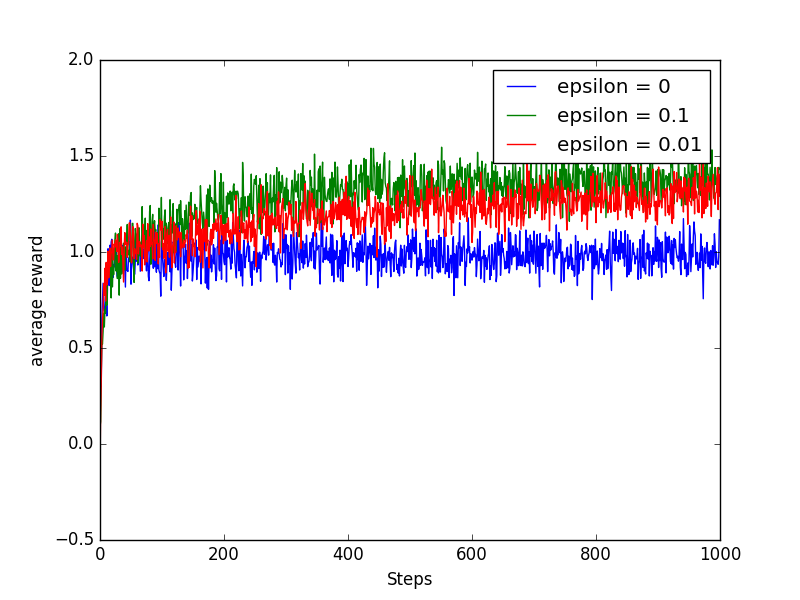 2.0
1.5
1.0
0.5
0.0
−0.5
0
200
400
600
800
1000
average reward
Steps
epsilon = 0
epsilon = 0.1
epsilon = 0.01